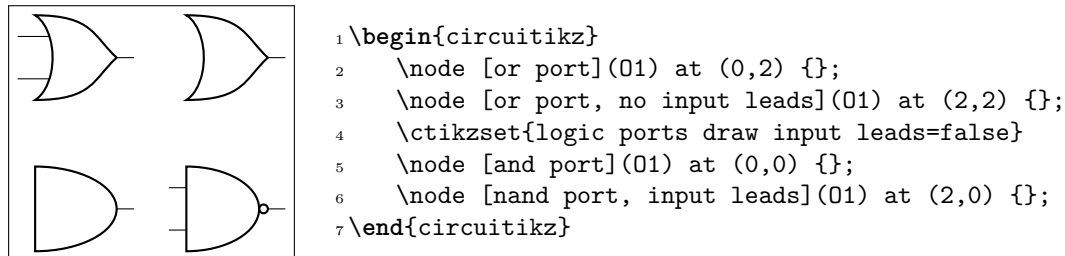 1 \begin{circuitikz}
2     \node [or port](O1) at (0,2) {};
3     \node [or port, no input leads](O1) at (2,2) {};
4     \ctikzset{logic ports draw input leads=false}
5     \node [and port](O1) at (0,0) {};
6     \node [nand port, input leads](O1) at (2,0) {};
7 \end{circuitikz}